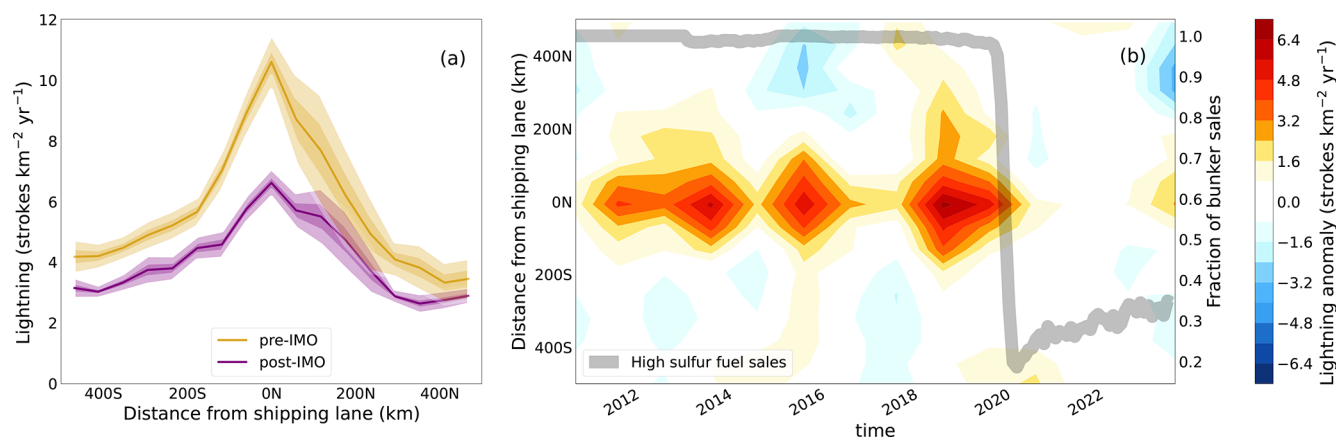 12
10
8
6
4
2
0
Lightning (strokes km⁻² yr⁻¹)
(a)
pre-IMO
post-IMO
400S 200S 0N 200N 400N
Distance from shipping lane (km)
400N
200N
0N
200S
400S
Distance from shipping lane (km)
(b)
High sulfur fuel sales
2012 2014 2016 2018 2020 2022
time
1.0
0.9
0.8
0.7
0.6
0.5
0.4
0.3
0.2
Fraction of bunker sales
6.4
4.8
3.2
1.6
0.0
−1.6
−3.2
−4.8
−6.4
Lightning anomaly (strokes km⁻² yr⁻¹)